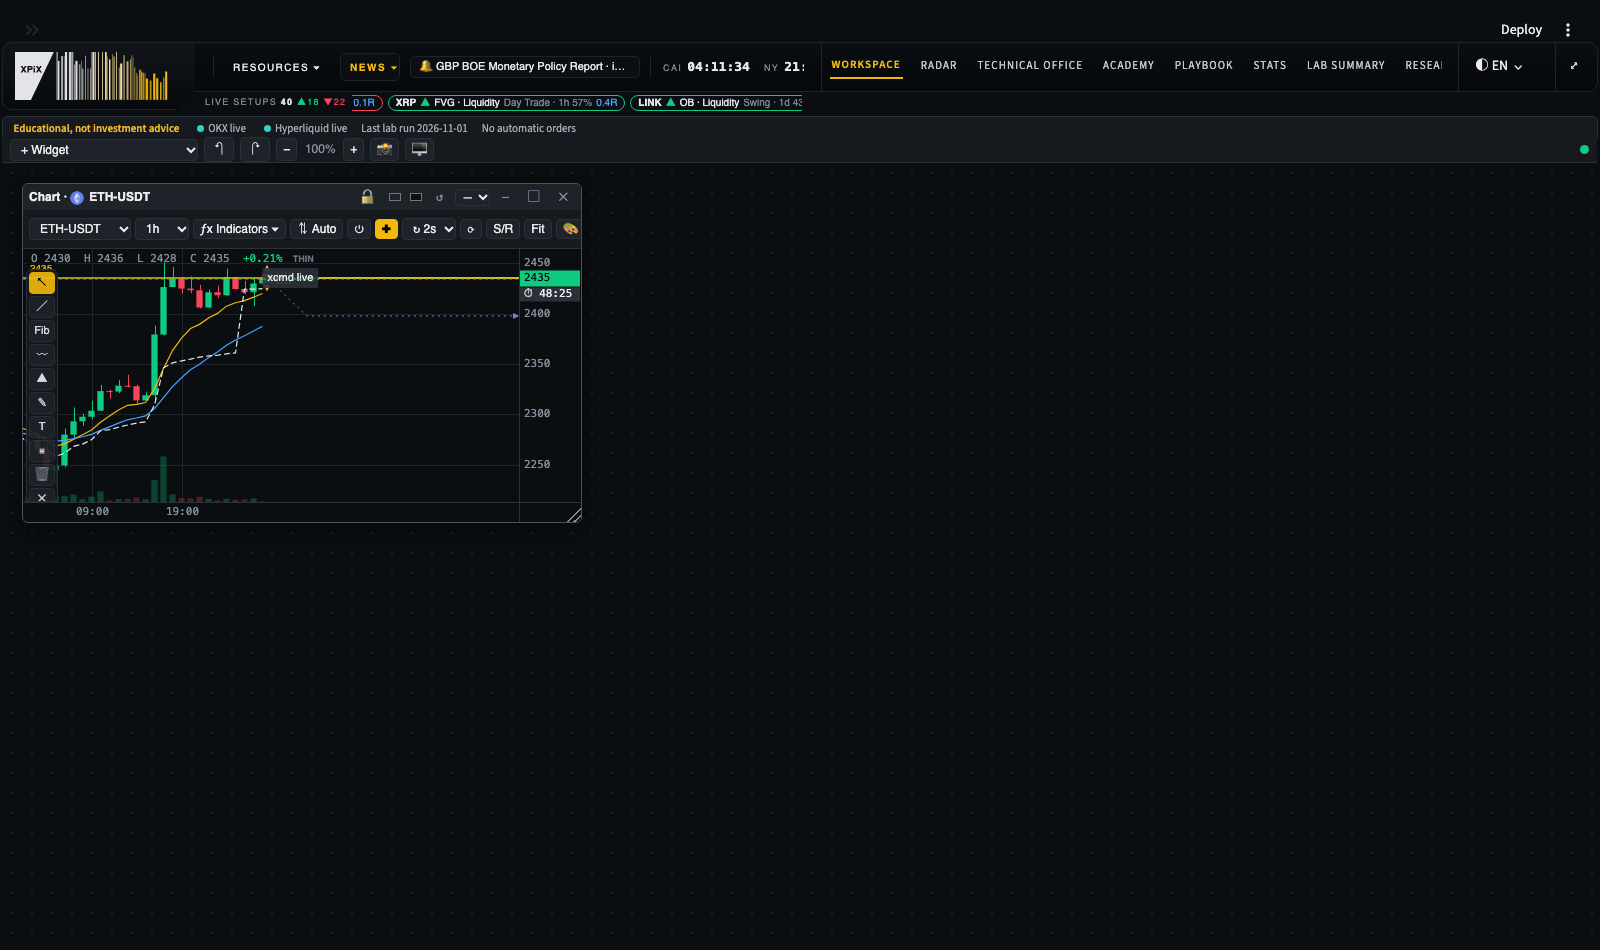 Deploy
XPiX
RESOURCES
NEWS
GBP BOE Monetary Policy Report · i...
CAI 04:11:34 NY 21:
WORKSPACE RADAR TECHNICAL OFFICE ACADEMY PLAYBOOK STATS LAB SUMMARY RESEA
EN
LIVE SETUPS 40 ▲18 ▼22 0.1R XRP ▲ FVG · Liquidity Day Trade · 1h 57% 0.4R LINK ▲ OB · Liquidity Swing · 1d 43
Educational, not investment advice OKX live Hyperliquid live Last lab run 2026-11-01 No automatic orders
+ Widget − 100% +
Chart · ETH-USDT
ETH-USDT 1h ƒx Indicators ▾ ⇅ Auto ↻ 2s S/R Fit
O 2430 H 2436 L 2428 C 2435 +0.21% THIN
2450
2435
xcmd live
2435
48:25
2400
Fib
2350
2300
T
2250
09:00 19:00